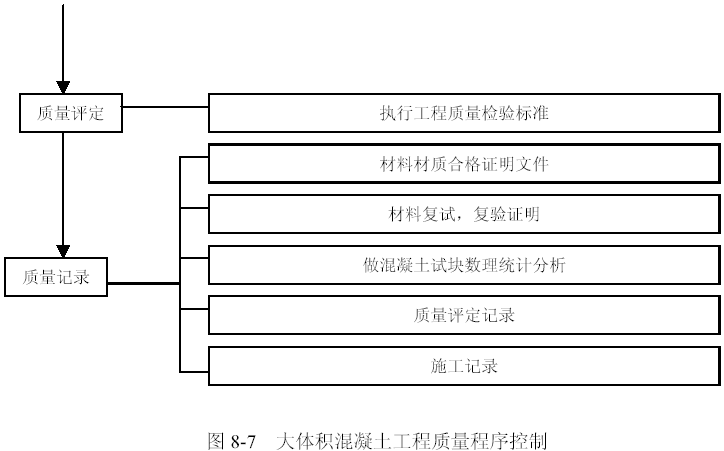 质量评定
执行工程质量检验标准
材料材质合格证明文件
材料复试，复验证明
质量记录
做混凝土试块数理统计分析
质量评定记录
施工记录
图 8-7 大体积混凝土工程质量程序控制